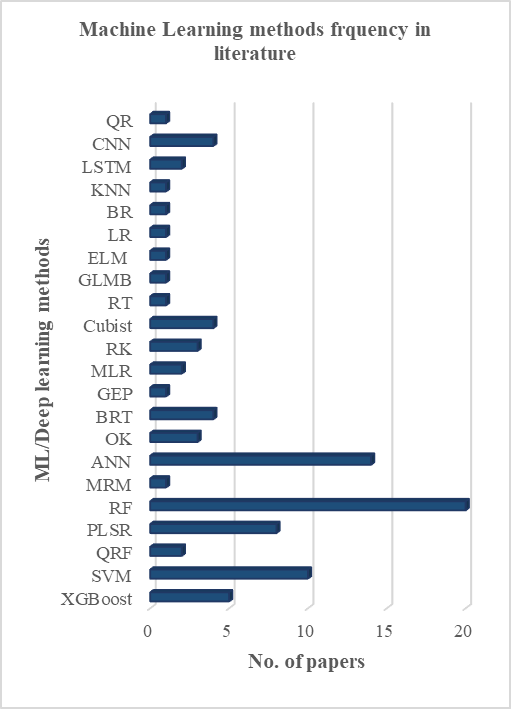 Machine Learning methods frquency in
literature
ML/Deep learning methods
QR
CNN
LSTM
KNN
BR
LR
ELM
GLMB
RT
Cubist
RK
MLR
GEP
BRT
OK
ANN
MRM
RF
PLSR
QRF
SVM
XGBoost
0 5 10 15 20
No. of papers